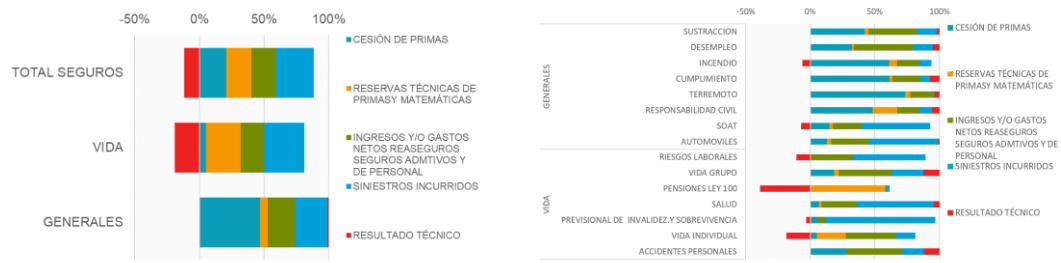 -50% 0% 50% 100%
CESIÓN DE PRIMAS
TOTAL SEGUROS
RESERVAS TÉCNICAS DE
PRIMASY MATEMÁTICAS
VIDA
INGRESOS Y/O GASTOS
NETOS REASEGUROS
SEGUROS ADMTIVOS Y
DE PERSONAL
SINIESTROS INCURRIDOS
GENERALES
RESULTADO TÉCNICO
-50% 0% 50% 100%
GENERALES
SUSTRACCION
DESEMPLEO
INCENDIO
CUMPLIMIENTO
TERREMOTO
RESPONSABILIDAD CIVIL
SOAT
AUTOMOVILES
VIDA
RIESGOS LABORALES
VIDA GRUPO
PENSIONES LEY 100
SALUD
PREVISIONAL DE INVALIDEZ.Y SOBREVIVENCIA
VIDA INDIVIDUAL
ACCIDENTES PERSONALES
CESIÓN DE PRIMAS
RESERVAS TÉCNICAS DE
PRIMASY MATEMÁTICAS
INGRESOS Y/O GASTOS
NETOS REASEGUROS
SEGUROS ADMTIVOS Y DE
PERSONAL
SINIESTROS INCURRIDOS
RESULTADO TÉCNICO